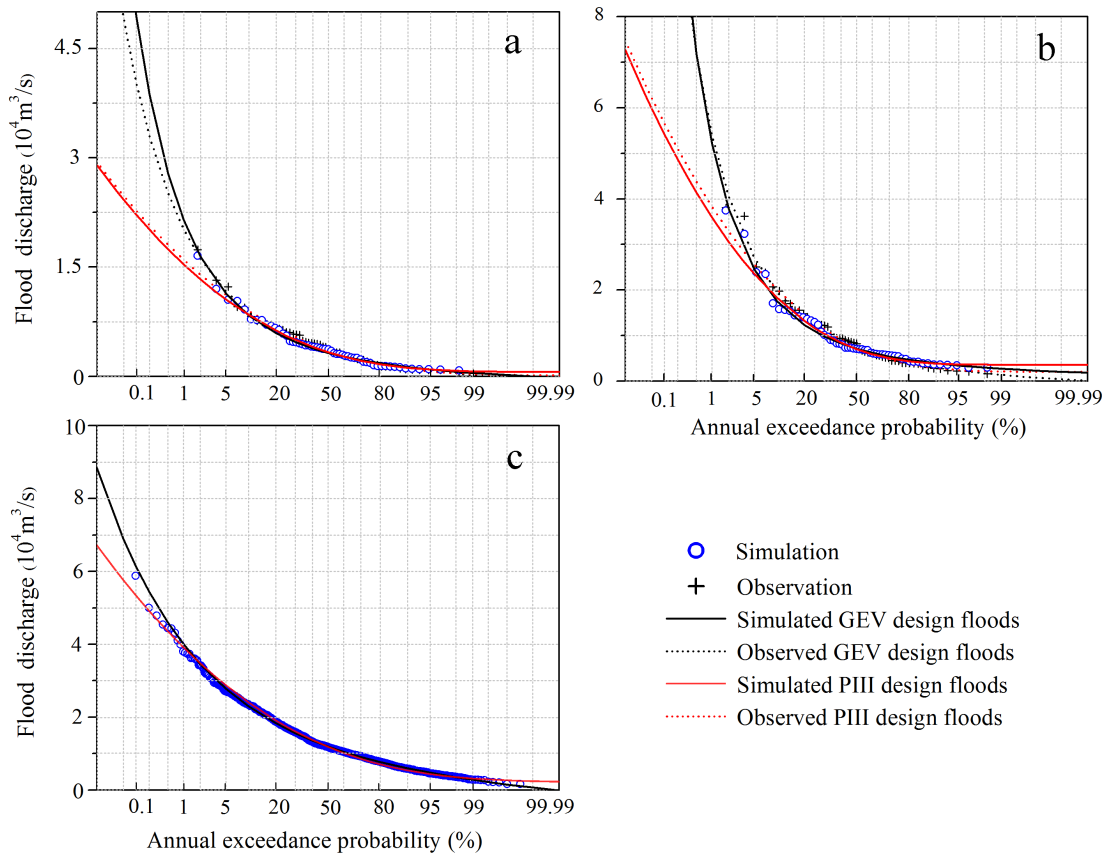 a
4.5
3
1.5
0
0.1 1 5 20 50 80 95 99 99.99
Flood discharge (10⁴m³/s)
b
8
6
4
2
0
0.1 1 5 20 50 80 95 99 99.99
Annual exceedance probability (%)
c
10
8
6
4
2
0
0.1 1 5 20 50 80 95 99 99.99
Flood discharge (10⁴m³/s)
Annual exceedance probability (%)
Simulation
Observation
Simulated GEV design floods
Observed GEV design floods
Simulated PIII design floods
Observed PIII design floods